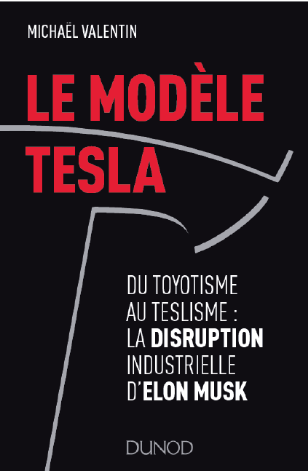 MICHAËL VALENTIN
LE MODÈLE
TESLA
DU TOYOTISME
AU TESLISME :
LA DISRUPTION
INDUSTRIELLE
D'ELON MUSK
DUNOD